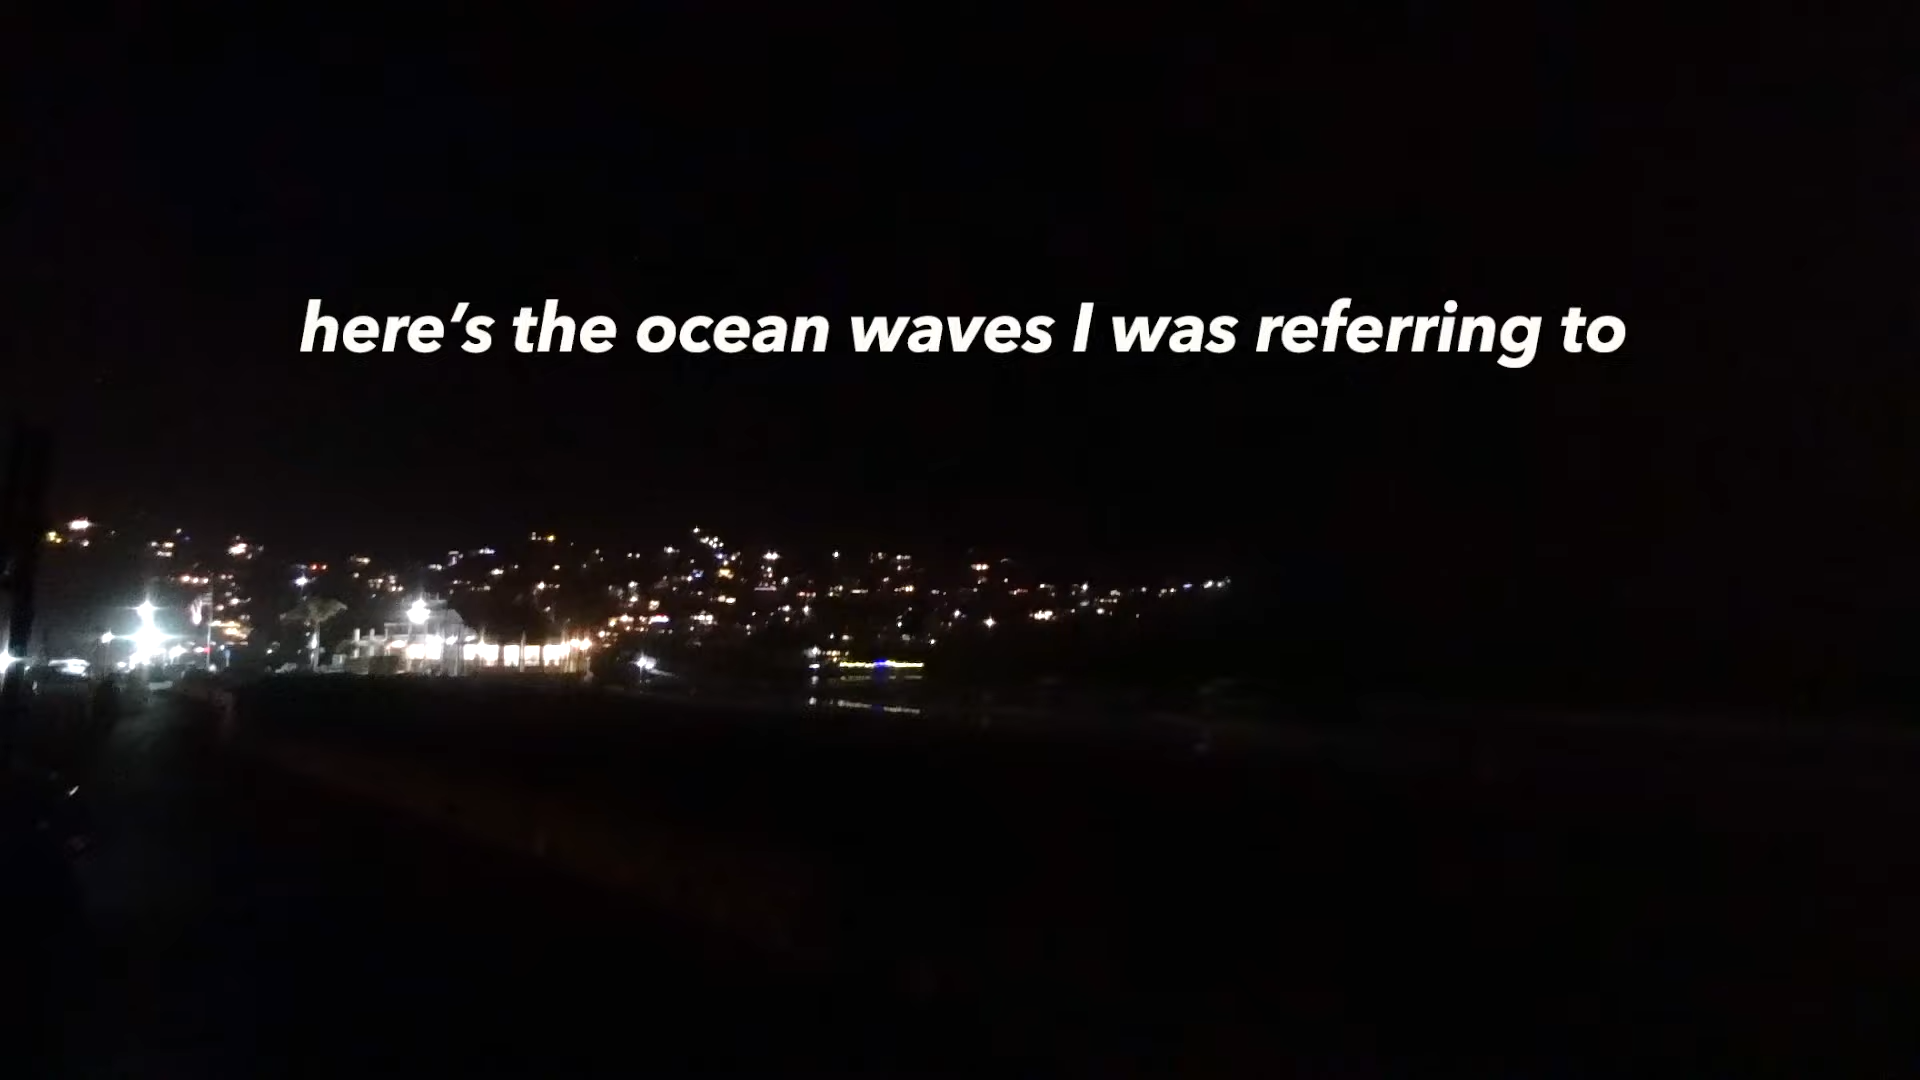 here’s the ocean waves I was referring to